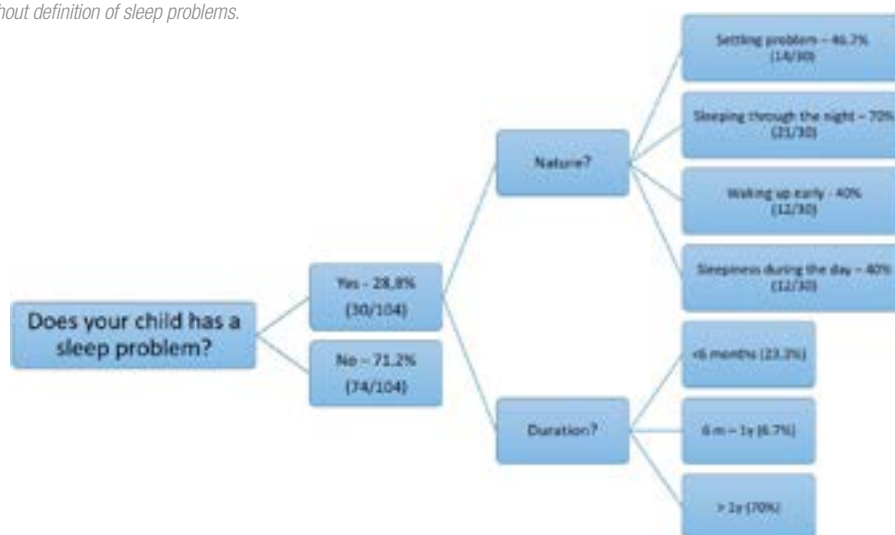 hout definition of sleep problems.
Does your child has a
sleep problem?
Yes - 28,8%
(30/104)
No – 71.2%
(74/104)
Nature?
Duration?
Settling problem – 46.7%
(14/30)
Sleeping through the night – 70%
(21/30)
Waking up early - 40%
(12/30)
Sleepiness during the day – 40%
(12/30)
<6 months (23.3%)
6 m – 1y (6.7%)
> 1y (70%)